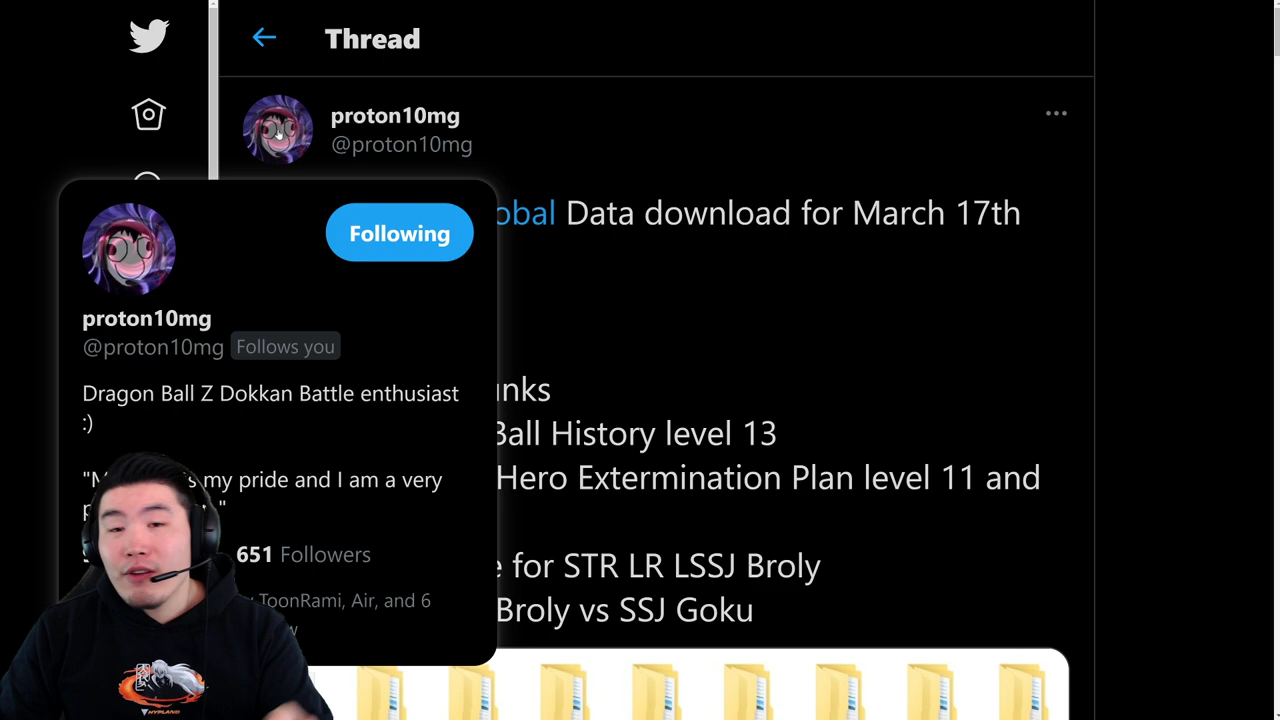 Thread
proton10mg
@proton10mg
obal Data download for March 17th
Following
proton10mg
@proton10mg Follows you
Dragon Ball Z Dokkan Battle enthusiast
:)
unks
Ball History level 13
Hero Extermination Plan level 11 and
my pride and I am a very
651 Followers
for STR LR LSSJ Broly
ToonRami, Air, and 6
Broly vs SSJ Goku
HYPLAND